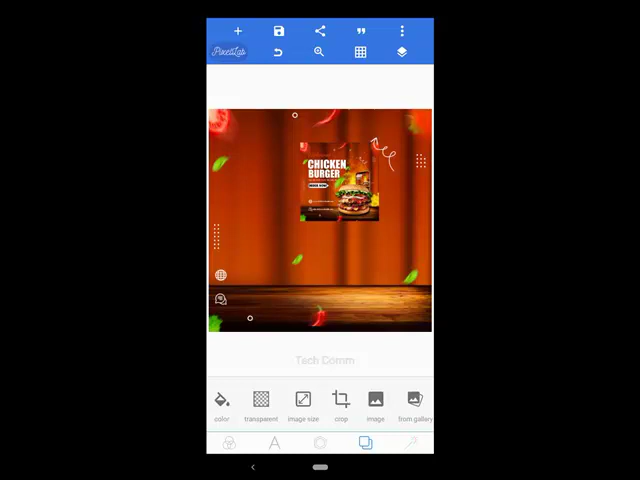 PixelLab
CHICKEN
BURGER
ORDER NOW
Tech Comm
color
transparent
image size
crop
image
from gallery